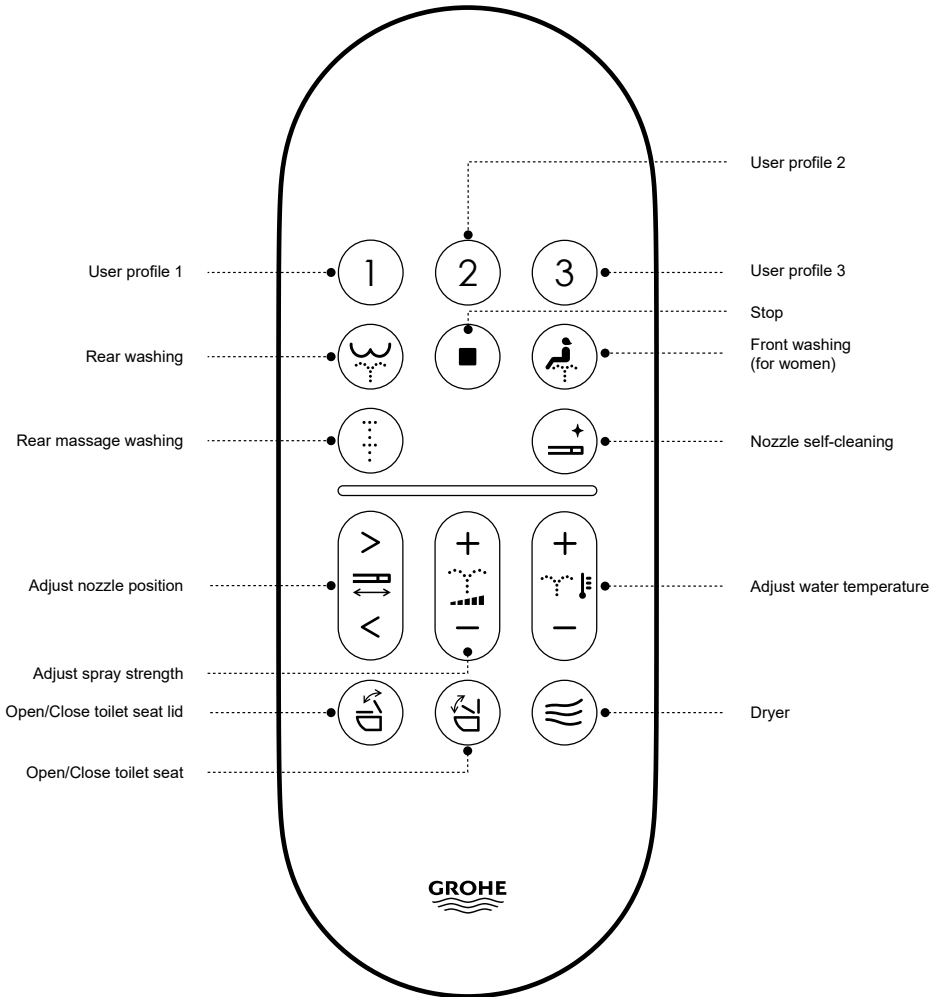 User profile 2
User profile 1
1
2
3
User profile 3
Stop
Rear washing
Front washing
(for women)
Rear massage washing
Nozzle self-cleaning
>
+
+
Adjust nozzle position
Adjust water temperature
<
−
−
Adjust spray strength
Open/Close toilet seat lid
Dryer
Open/Close toilet seat
GROHE